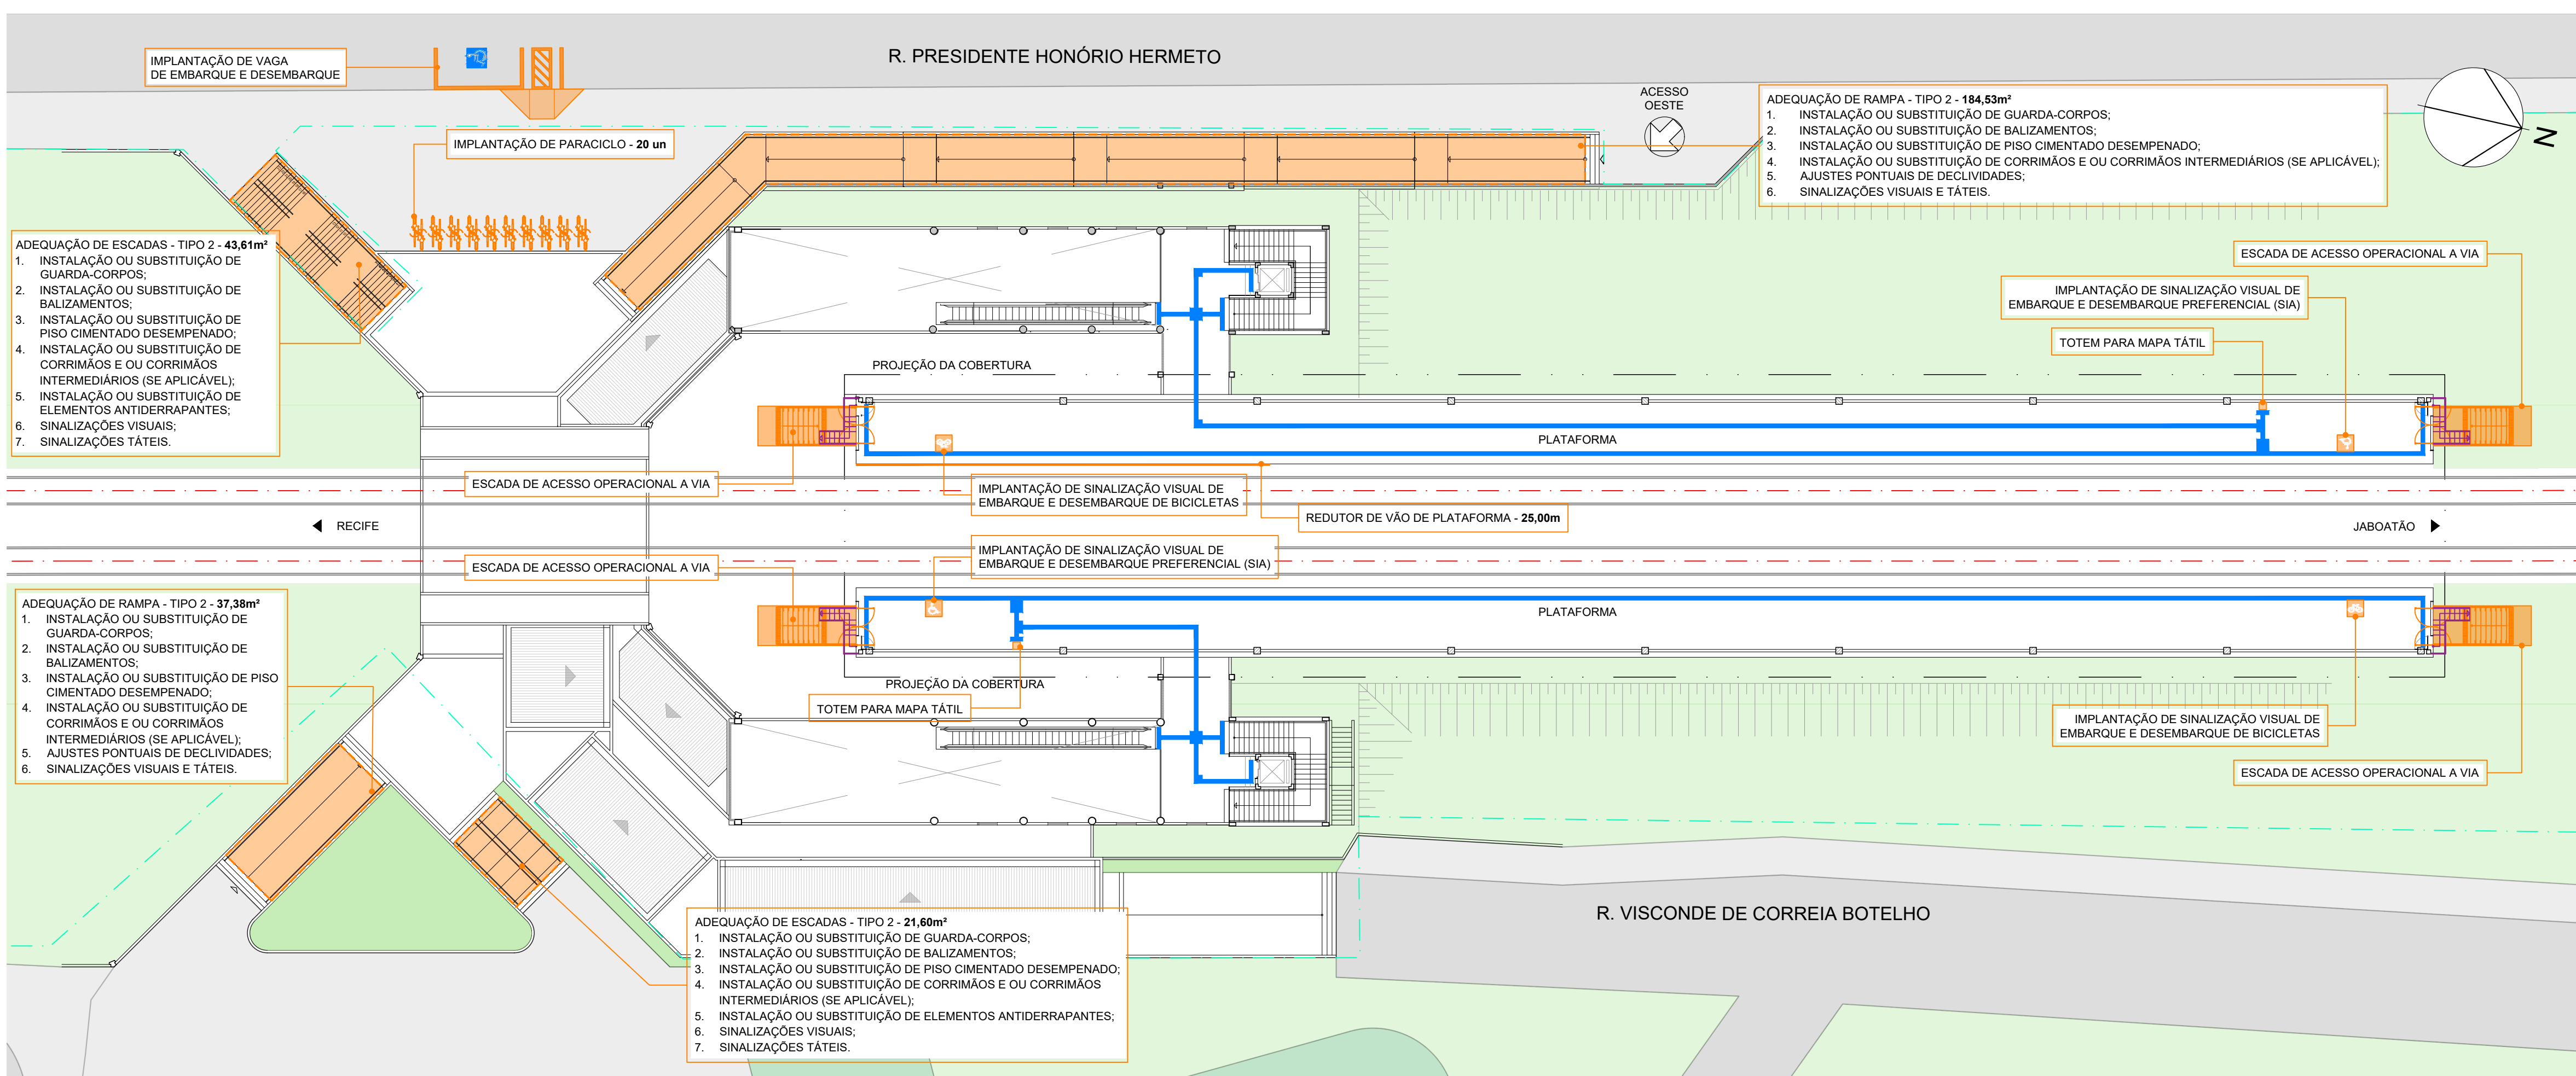 R. PRESIDENTE HONÓRIO HERMETO
IMPLANTAÇÃO DE VAGA
DE EMBARQUE E DESEMBARQUE
IMPLANTAÇÃO DE PARACICLO - 20 un
ACESSO
OESTE
ADEQUAÇÃO DE RAMPA - TIPO 2 - 184,53m²
1. INSTALAÇÃO OU SUBSTITUIÇÃO DE GUARDA-CORPOS;
2. INSTALAÇÃO OU SUBSTITUIÇÃO DE BALIZAMENTOS;
3. INSTALAÇÃO OU SUBSTITUIÇÃO DE PISO CIMENTADO DESEMPENADO;
4. INSTALAÇÃO OU SUBSTITUIÇÃO DE CORRIMÃOS E OU CORRIMÃOS INTERMEDIÁRIOS (SE APLICÁVEL);
5. AJUSTES PONTUAIS DE DECLIVIDADES;
6. SINALIZAÇÕES VISUAIS E TÁTEIS.
N
ADEQUAÇÃO DE ESCADAS - TIPO 2 - 43,61m²
1. INSTALAÇÃO OU SUBSTITUIÇÃO DE
GUARDA-CORPOS;
2. INSTALAÇÃO OU SUBSTITUIÇÃO DE
BALIZAMENTOS;
3. INSTALAÇÃO OU SUBSTITUIÇÃO DE
PISO CIMENTADO DESEMPENADO;
4. INSTALAÇÃO OU SUBSTITUIÇÃO DE
CORRIMÃOS E OU CORRIMÃOS
INTERMEDIÁRIOS (SE APLICÁVEL);
5. INSTALAÇÃO OU SUBSTITUIÇÃO DE
ELEMENTOS ANTIDERRAPANTES;
6. SINALIZAÇÕES VISUAIS;
7. SINALIZAÇÕES TÁTEIS.
ESCADA DE ACESSO OPERACIONAL A VIA
IMPLANTAÇÃO DE SINALIZAÇÃO VISUAL DE
EMBARQUE E DESEMBARQUE PREFERENCIAL (SIA)
TOTEM PARA MAPA TÁTIL
PROJEÇÃO DA COBERTURA
PLATAFORMA
ESCADA DE ACESSO OPERACIONAL A VIA
IMPLANTAÇÃO DE SINALIZAÇÃO VISUAL DE
EMBARQUE E DESEMBARQUE DE BICICLETAS
REDUTOR DE VÃO DE PLATAFORMA - 25,00m
RECIFE
JABOATÃO
IMPLANTAÇÃO DE SINALIZAÇÃO VISUAL DE
EMBARQUE E DESEMBARQUE PREFERENCIAL (SIA)
ESCADA DE ACESSO OPERACIONAL A VIA
PLATAFORMA
ADEQUAÇÃO DE RAMPA - TIPO 2 - 37,38m²
1. INSTALAÇÃO OU SUBSTITUIÇÃO DE
GUARDA-CORPOS;
2. INSTALAÇÃO OU SUBSTITUIÇÃO DE
BALIZAMENTOS;
3. INSTALAÇÃO OU SUBSTITUIÇÃO DE PISO
CIMENTADO DESEMPENADO;
4. INSTALAÇÃO OU SUBSTITUIÇÃO DE
CORRIMÃOS E OU CORRIMÃOS
INTERMEDIÁRIOS (SE APLICÁVEL);
5. AJUSTES PONTUAIS DE DECLIVIDADES;
6. SINALIZAÇÕES VISUAIS E TÁTEIS.
PROJEÇÃO DA COBERTURA
TOTEM PARA MAPA TÁTIL
IMPLANTAÇÃO DE SINALIZAÇÃO VISUAL DE
EMBARQUE E DESEMBARQUE DE BICICLETAS
ESCADA DE ACESSO OPERACIONAL A VIA
R. VISCONDE DE CORREIA BOTELHO
ADEQUAÇÃO DE ESCADAS - TIPO 2 - 21,60m²
1. INSTALAÇÃO OU SUBSTITUIÇÃO DE GUARDA-CORPOS;
2. INSTALAÇÃO OU SUBSTITUIÇÃO DE BALIZAMENTOS;
3. INSTALAÇÃO OU SUBSTITUIÇÃO DE PISO CIMENTADO DESEMPENADO;
4. INSTALAÇÃO OU SUBSTITUIÇÃO DE CORRIMÃOS E OU CORRIMÃOS
INTERMEDIÁRIOS (SE APLICÁVEL);
5. INSTALAÇÃO OU SUBSTITUIÇÃO DE ELEMENTOS ANTIDERRAPANTES;
6. SINALIZAÇÕES VISUAIS;
7. SINALIZAÇÕES TÁTEIS.